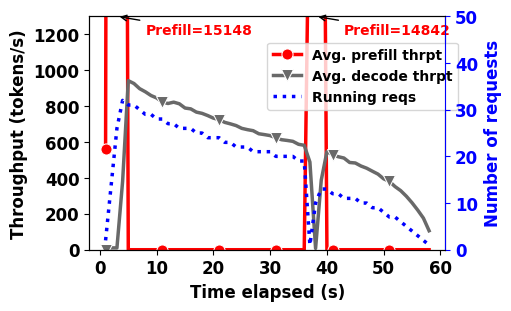 Prefill=15148
Prefill=14842
Avg. prefill thrpt
Avg. decode thrpt
Running reqs
Throughput (tokens/s)
1200
1000
800
600
400
200
0
50
40
30
20
10
0
Number of requests
0 10 20 30 40 50 60
Time elapsed (s)